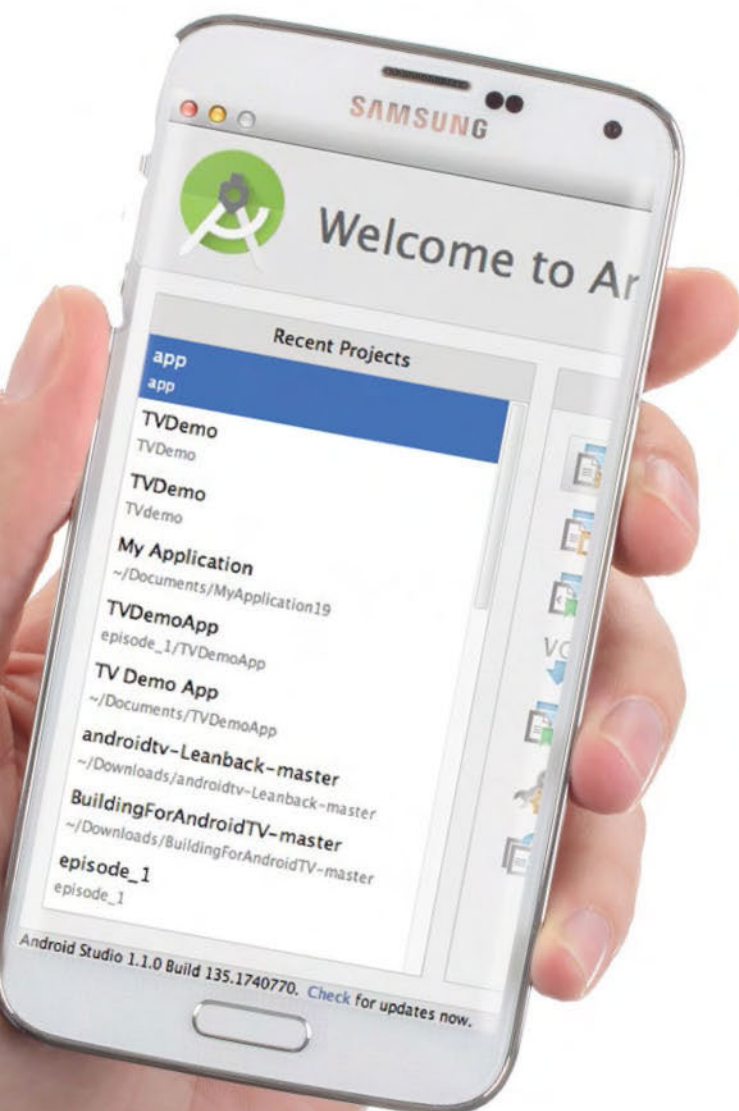 SAMSUNG
Welcome to Ar
Recent Projects
app
app
TVDemo
TVDemo
TVDemo
TVdemo
My Application
~/Documents/MyApplication19
TVDemoApp
episode_1/TVDemoApp
TV Demo App
~/Documents/TVDemoApp
androidtv-Leanback-master
~/Downloads/androidtv-Leanback-master
BuildingForAndroidTV-master
~/Downloads/BuildingForAndroidTV-master
episode_1
episode_1
VC
Android Studio 1.1.0 Build 135.1740770. Check for updates now.